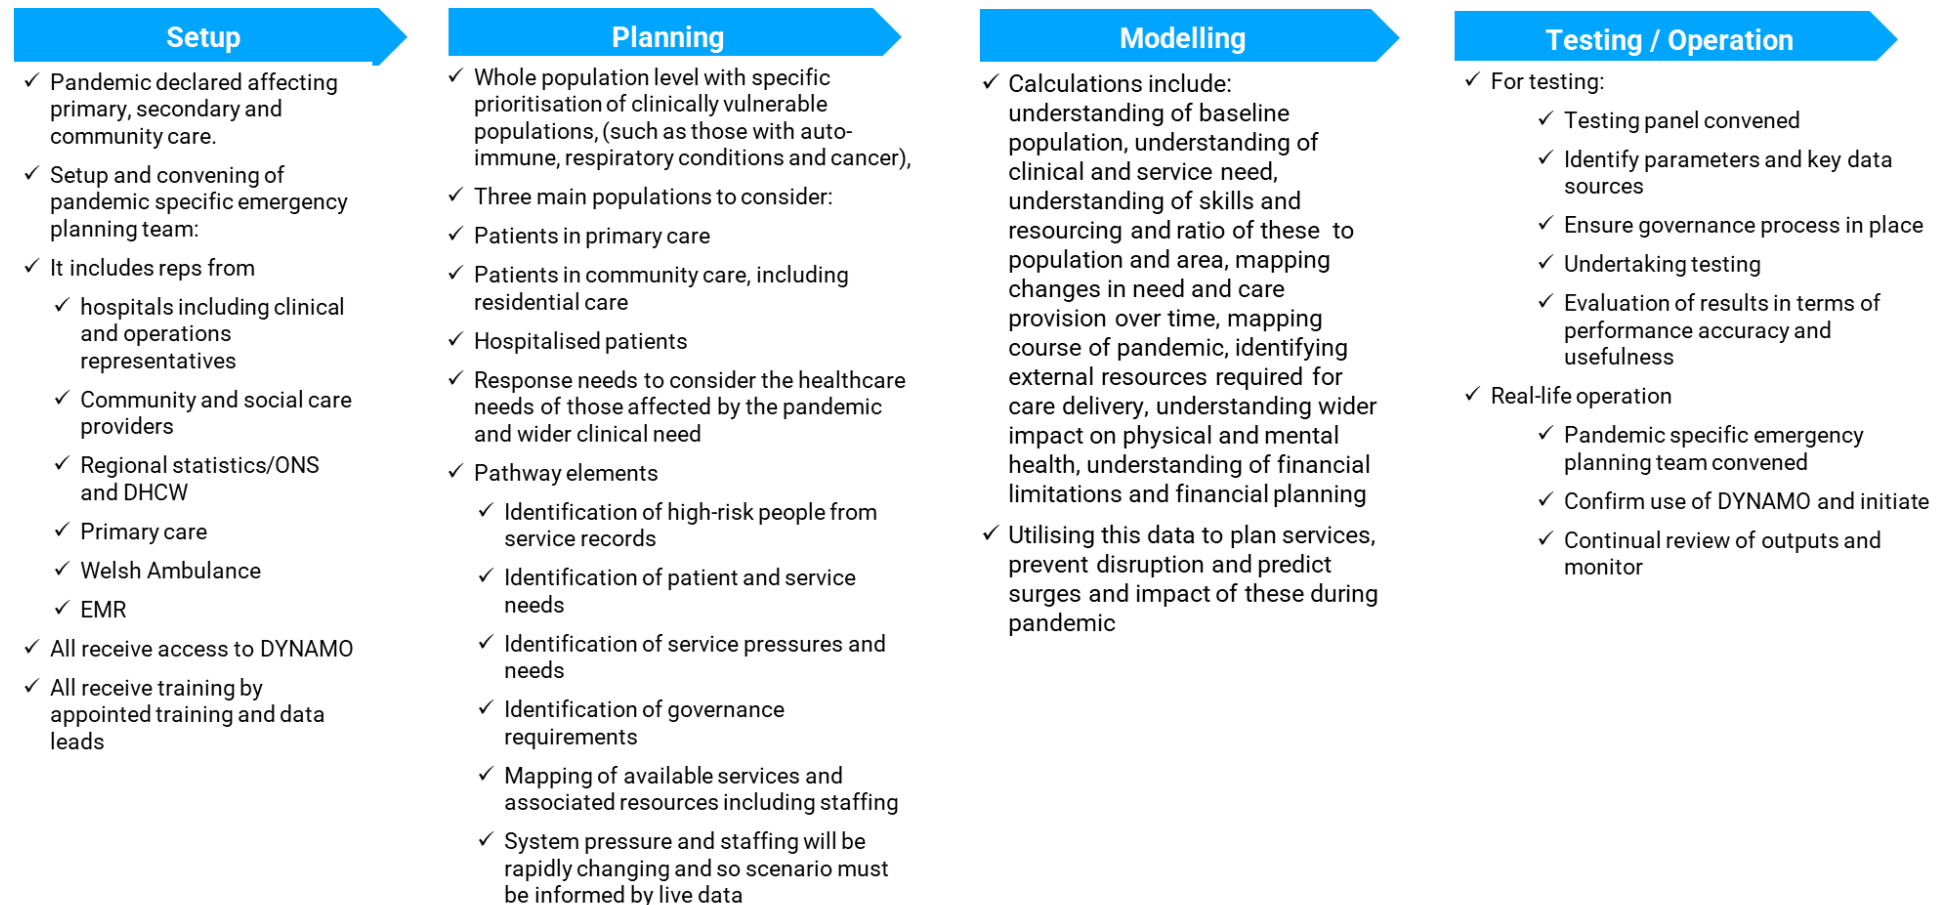 Setup
Pandemic declared affecting
primary, secondary and
community care.
Setup and convening of
pandemic specific emergency
planning team:
It includes reps from
hospitals including clinical
and operations
representatives
Community and social care
providers
Regional statistics/ONS
and DHCW
Primary care
Welsh Ambulance
EMR
All receive access to DYNAMO
All receive training by
appointed training and data
leads
Planning
Whole population level with specific
prioritisation of clinically vulnerable
populations, (such as those with auto-
immune, respiratory conditions and cancer),
Three main populations to consider:
Patients in primary care
Patients in community care, including
residential care
Hospitalised patients
Response needs to consider the healthcare
needs of those affected by the pandemic
and wider clinical need
Pathway elements
Identification of high-risk people from
service records
Identification of patient and service
needs
Identification of service pressures and
needs
Identification of governance
requirements
Mapping of available services and
associated resources including staffing
System pressure and staffing will be
rapidly changing and so scenario must
be informed by live data
Modelling
Calculations include:
understanding of baseline
population, understanding of
clinical and service need,
understanding of skills and
resourcing and ratio of these to
population and area, mapping
changes in need and care
provision over time, mapping
course of pandemic, identifying
external resources required for
care delivery, understanding wider
impact on physical and mental
health, understanding of financial
limitations and financial planning
Utilising this data to plan services,
prevent disruption and predict
surges and impact of these during
pandemic
Testing / Operation
For testing:
Testing panel convened
Identify parameters and key data
sources
Ensure governance process in place
Undertaking testing
Evaluation of results in terms of
performance accuracy and
usefulness
Real-life operation
Pandemic specific emergency
planning team convened
Confirm use of DYNAMO and initiate
Continual review of outputs and
monitor